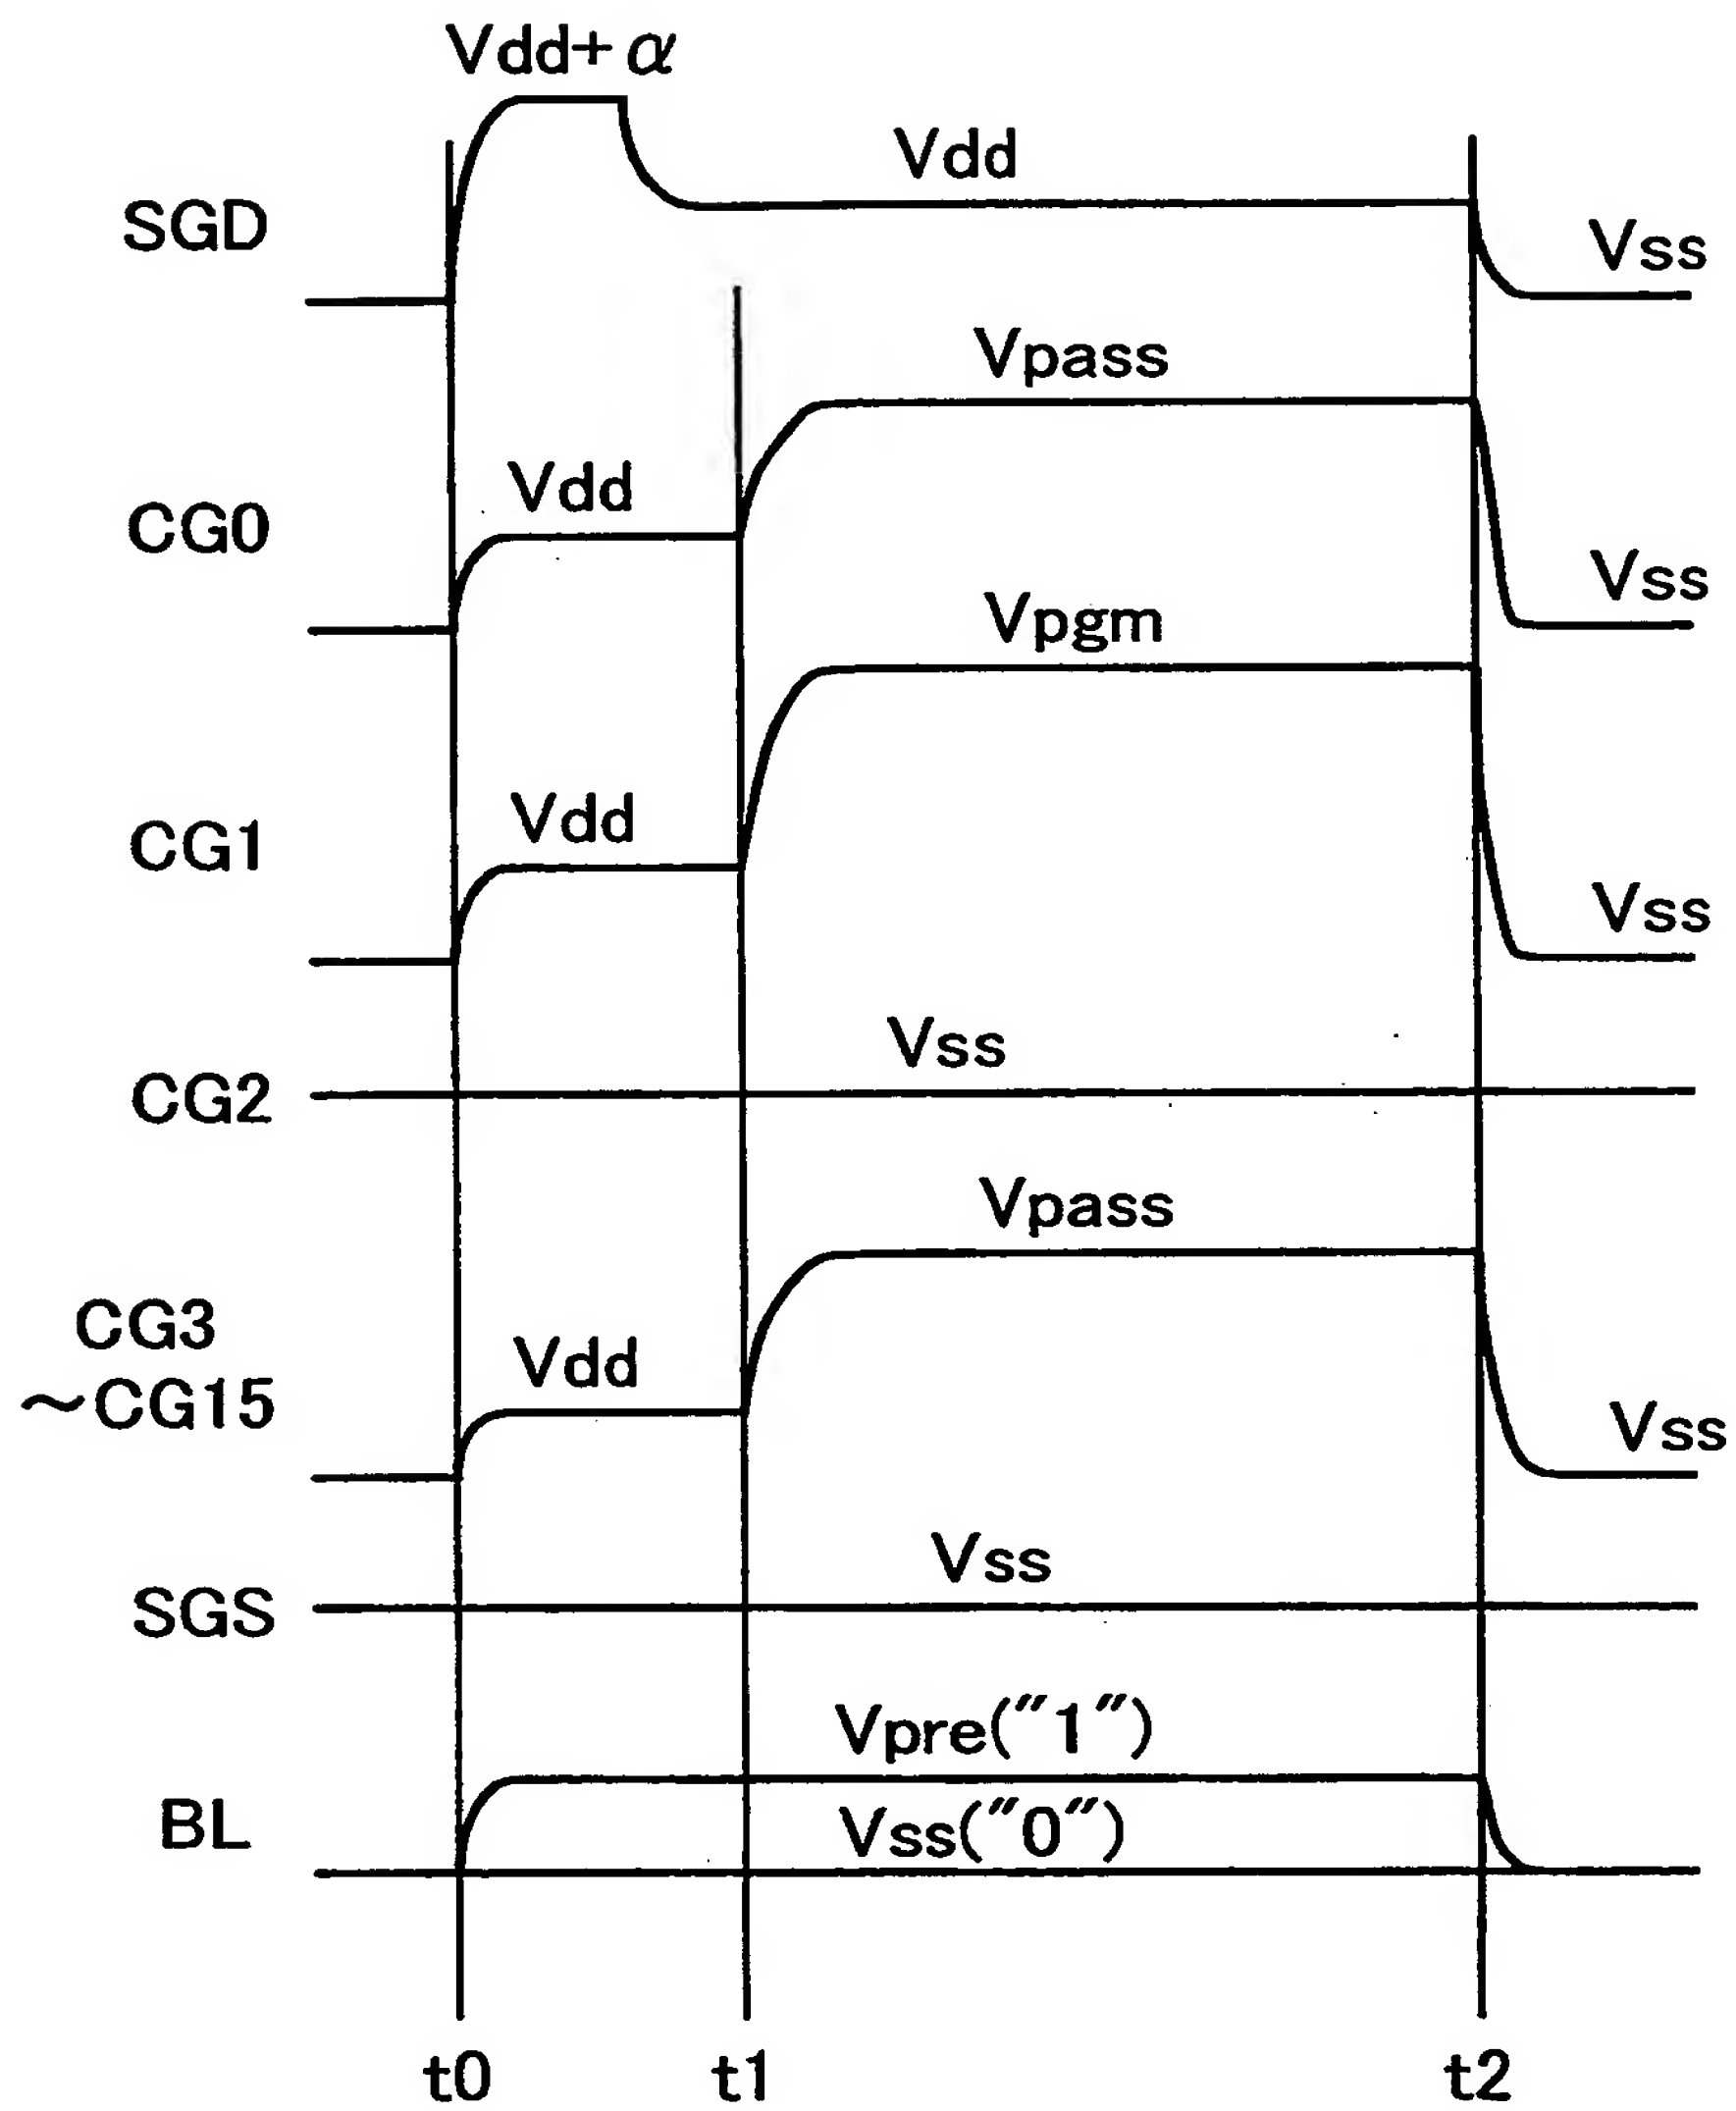 Vdd+α
Vdd
SGD
Vss
Vpass
Vdd
CG0
Vss
Vpgm
Vdd
CG1
Vss
Vss
CG2
Vpass
CG3
Vdd
~CG15
Vss
Vss
SGS
Vpre("1")
BL
Vss("0")
t0 t1 t2